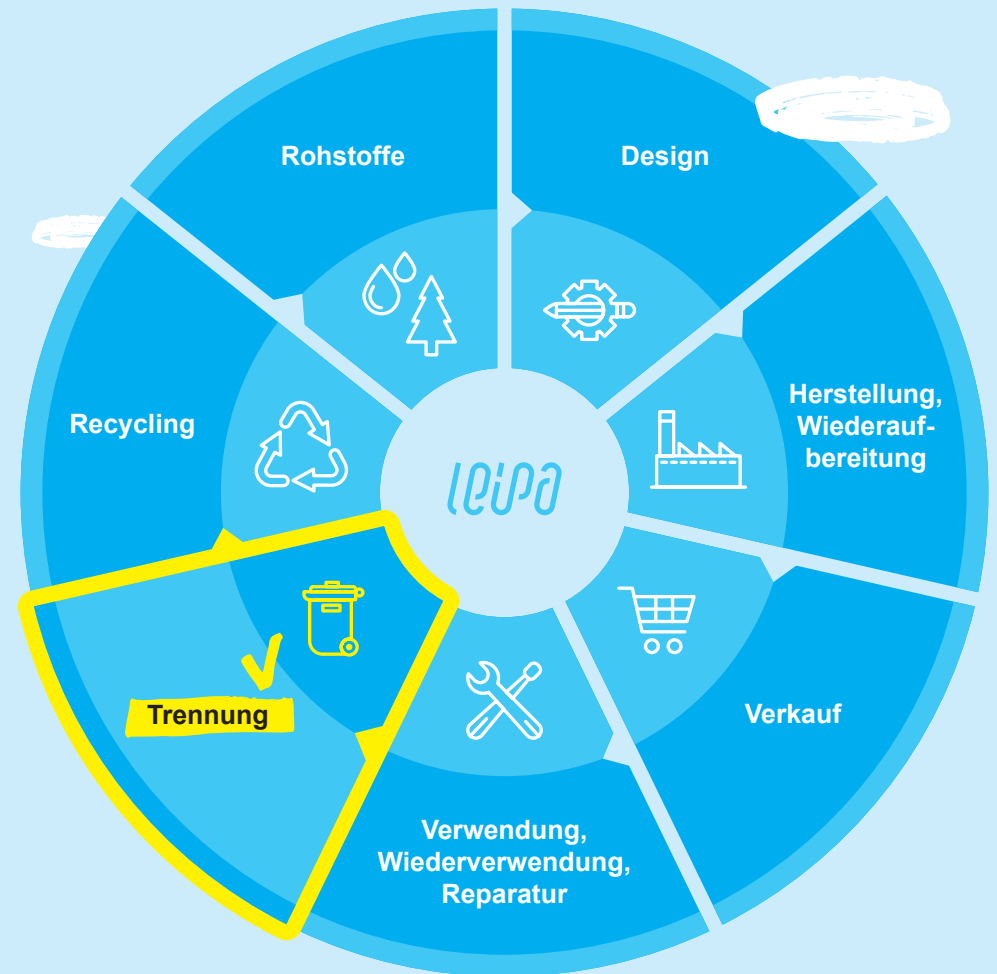 Rohstoffe
Design
Herstellung,
Wiederauf-
bereitung
Recycling
leipa
Trennung
Verkauf
Verwendung,
Wiederverwendung,
Reparatur